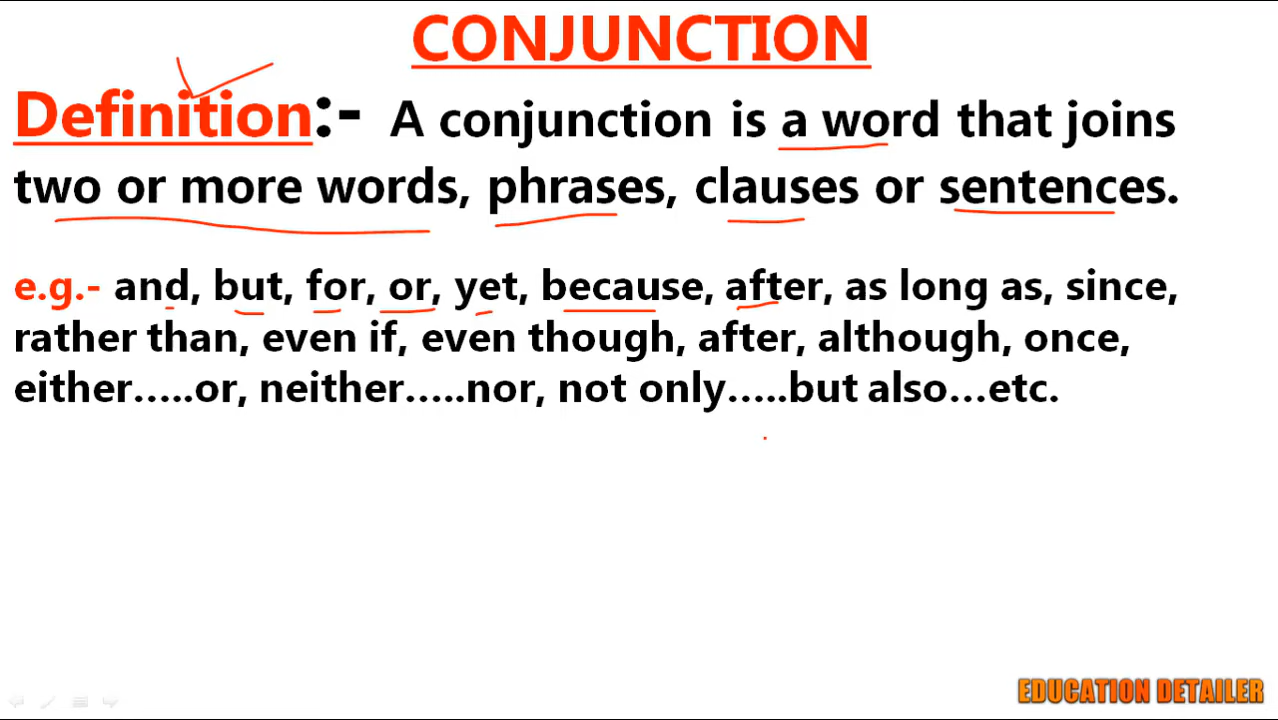 CONJUNCTION
Definition:- A conjunction is a word that joins
two or more words, phrases, clauses or sentences.
e.g.- and, but, for, or, yet, because, after, as long as, since,
rather than, even if, even though, after, although, once,
either.....or, neither.....nor, not only.....but also...etc.
EDUCATION DETAILER